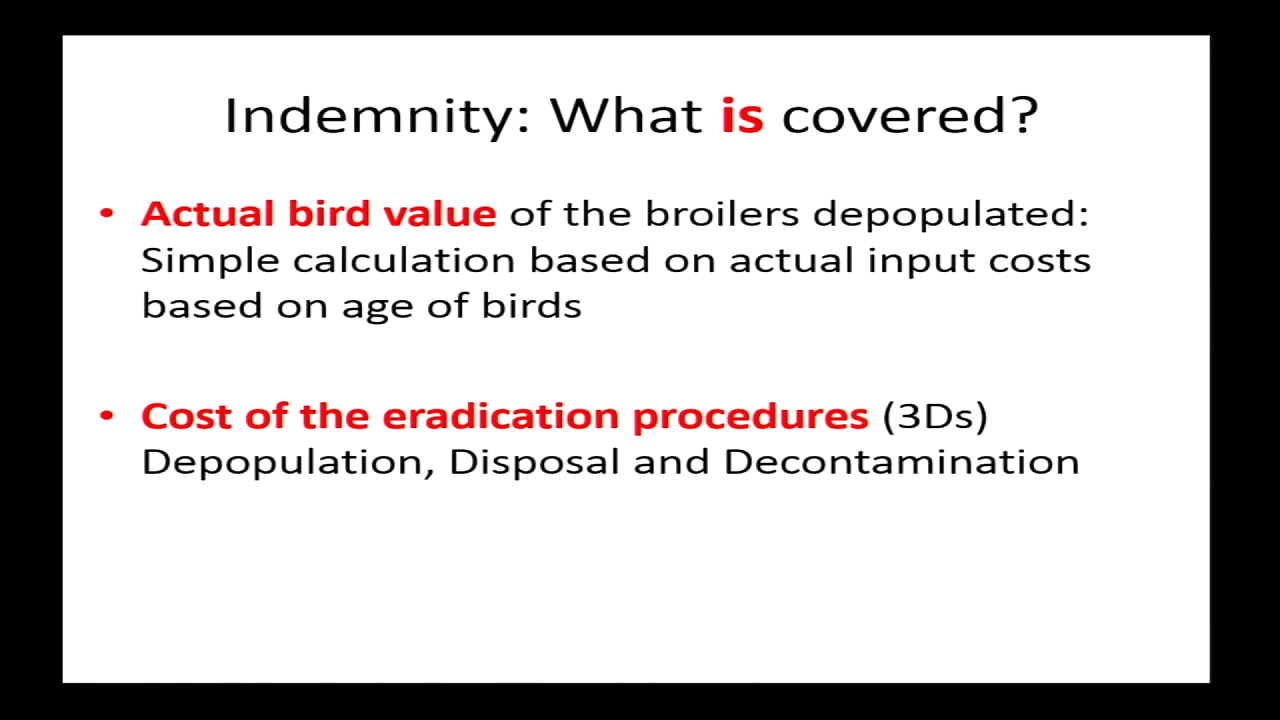 Indemnity: What is covered?
• Actual bird value of the broilers depopulated:
Simple calculation based on actual input costs
based on age of birds
• Cost of the eradication procedures (3Ds)
Depopulation, Disposal and Decontamination